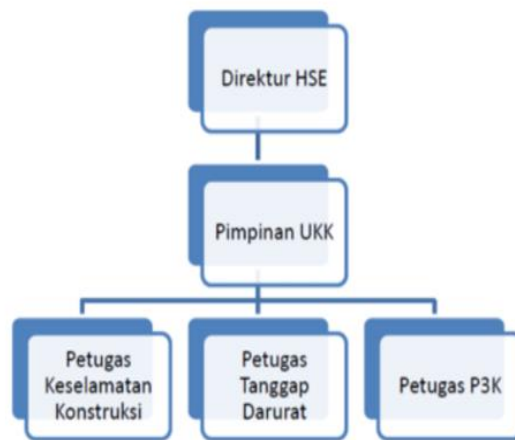 Direktur HSE
Pimpinan UKK
Petugas
Keselamatan
Konstruksi
Petugas
Tanggap
Darurat
Petugas P3K